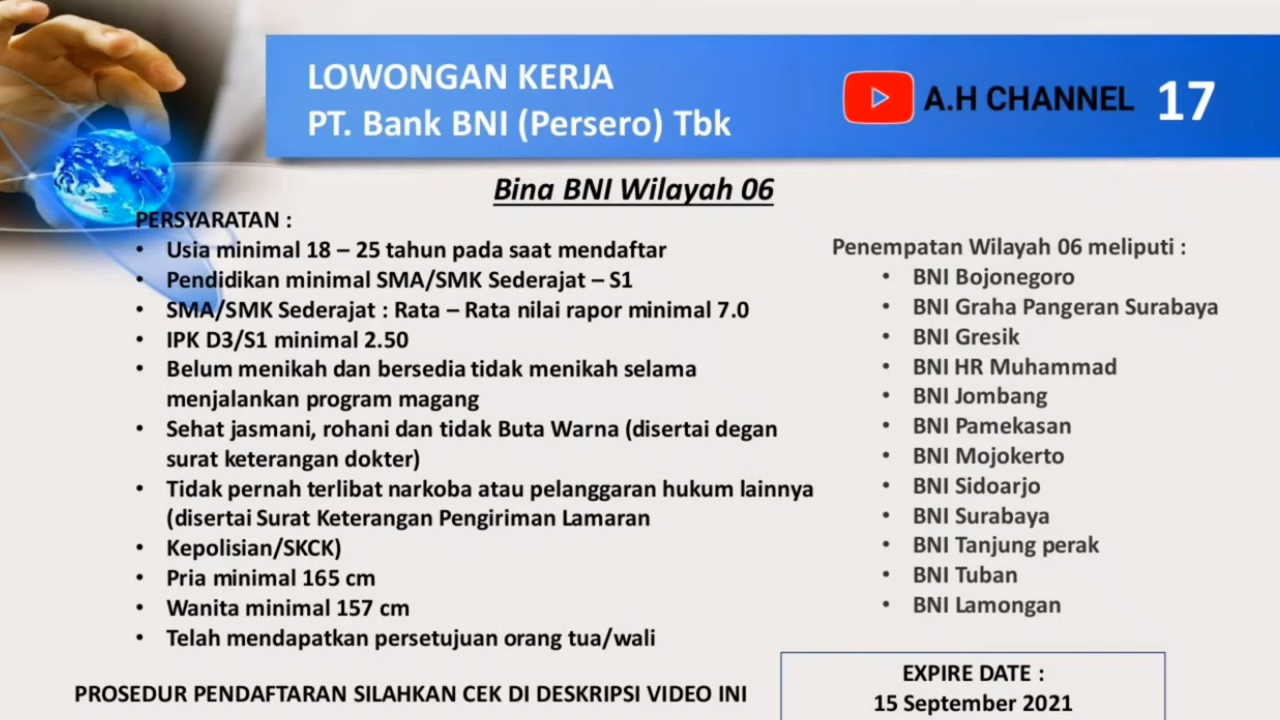 LOWONGAN KERJA
PT. Bank BNI (Persero) Tbk
A.H CHANNEL 17
Bina BNI Wilayah 06
PERSYARATAN :
• Usia minimal 18 – 25 tahun pada saat mendaftar
• Pendidikan minimal SMA/SMK Sederajat – S1
• SMA/SMK Sederajat : Rata – Rata nilai rapor minimal 7.0
• IPK D3/S1 minimal 2.50
• Belum menikah dan bersedia tidak menikah selama
menjalankan program magang
• Sehat jasmani, rohani dan tidak Buta Warna (disertai degan
surat keterangan dokter)
• Tidak pernah terlibat narkoba atau pelanggaran hukum lainnya
(disertai Surat Keterangan Pengiriman Lamaran
• Kepolisian/SKCK)
• Pria minimal 165 cm
• Wanita minimal 157 cm
• Telah mendapatkan persetujuan orang tua/wali
Penempatan Wilayah 06 meliputi :
• BNI Bojonegoro
• BNI Graha Pangeran Surabaya
• BNI Gresik
• BNI HR Muhammad
• BNI Jombang
• BNI Pamekasan
• BNI Mojokerto
• BNI Sidoarjo
• BNI Surabaya
• BNI Tanjung perak
• BNI Tuban
• BNI Lamongan
PROSEDUR PENDAFTARAN SILAHKAN CEK DI DESKRIPSI VIDEO INI
EXPIRE DATE :
15 September 2021